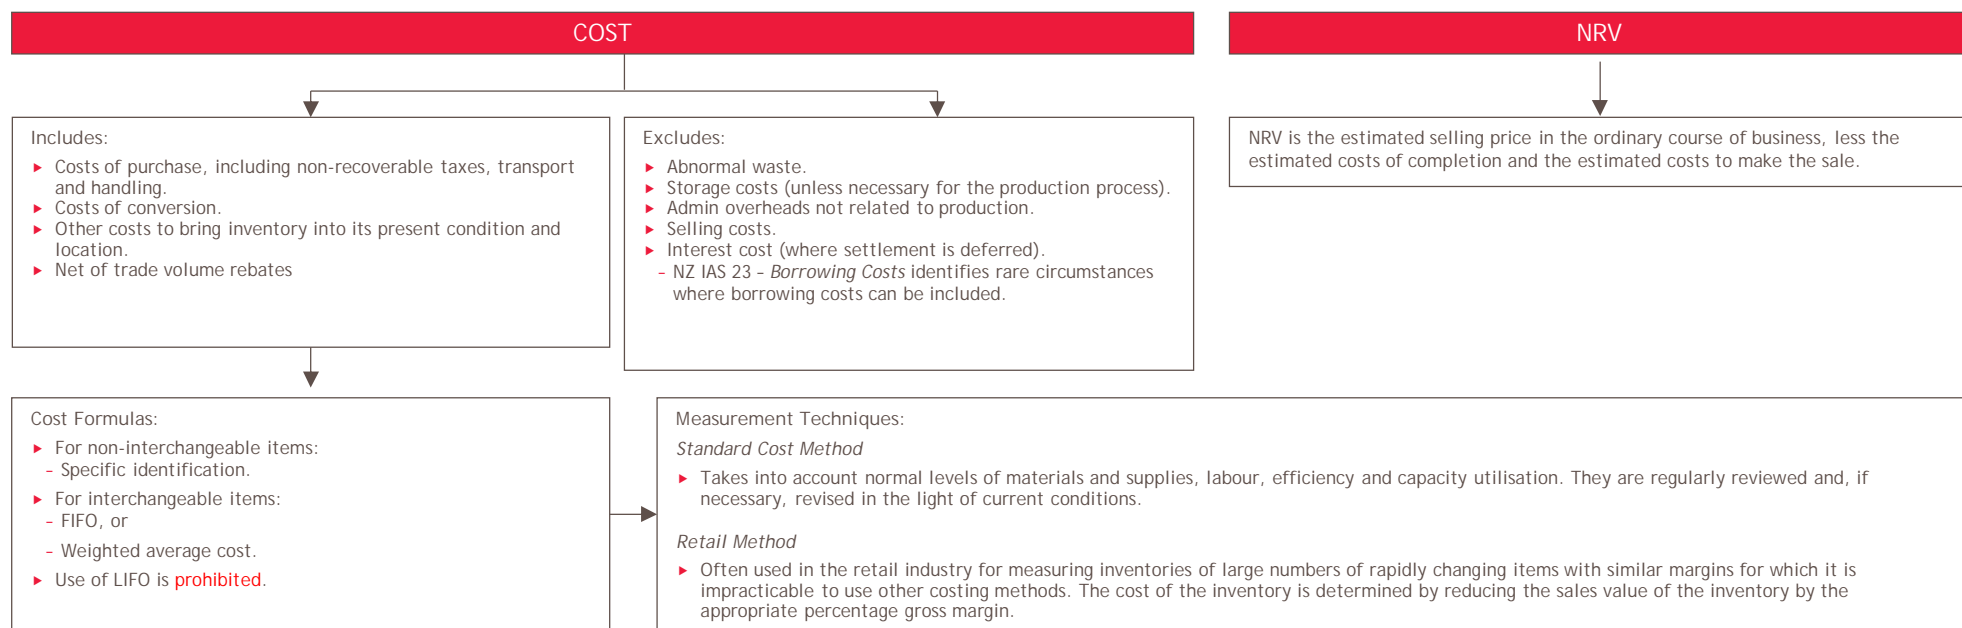 COST
NRV
Includes:
► Costs of purchase, including non-recoverable taxes, transport
and handling.
► Costs of conversion.
► Other costs to bring inventory into its present condition and
location.
► Net of trade volume rebates
Excludes:
► Abnormal waste.
► Storage costs (unless necessary for the production process).
► Admin overheads not related to production.
► Selling costs.
► Interest cost (where settlement is deferred).
– NZ IAS 23 – Borrowing Costs identifies rare circumstances
where borrowing costs can be included.
NRV is the estimated selling price in the ordinary course of business, less the
estimated costs of completion and the estimated costs to make the sale.
Cost Formulas:
► For non-interchangeable items:
– Specific identification.
► For interchangeable items:
– FIFO, or
– Weighted average cost.
► Use of LIFO is prohibited.
Measurement Techniques:
Standard Cost Method
► Takes into account normal levels of materials and supplies, labour, efficiency and capacity utilisation. They are regularly reviewed and, if
necessary, revised in the light of current conditions.
Retail Method
► Often used in the retail industry for measuring inventories of large numbers of rapidly changing items with similar margins for which it is
impracticable to use other costing methods. The cost of the inventory is determined by reducing the sales value of the inventory by the
appropriate percentage gross margin.